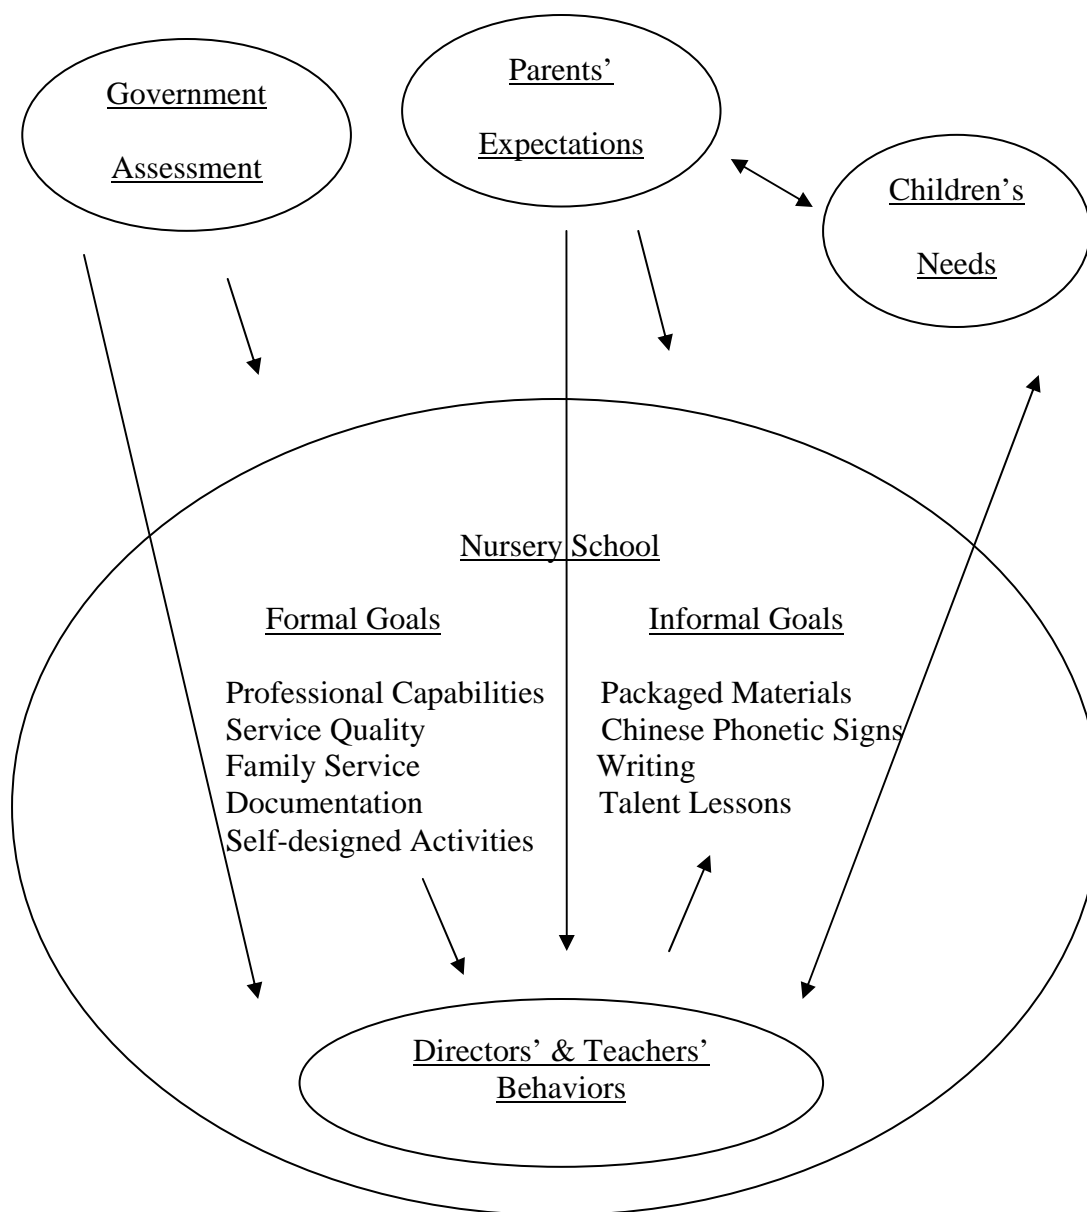 Government
Assessment
Parents’
Expectations
Children’s
Needs
Nursery School
Formal Goals
Professional Capabilities
Service Quality
Family Service
Documentation
Self-designed Activities
Informal Goals
Packaged Materials
Chinese Phonetic Signs
Writing
Talent Lessons
Directors’ & Teachers’
Behaviors